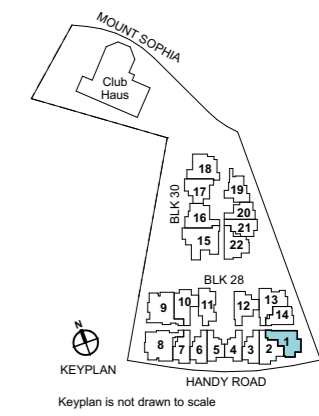 MOUNT SOPHIA
Club
Haus
BLK 30
18
17
19
16
20
21
15
22
BLK 28
9
10
11
12
13
14
8
7
6
5
4
3
2
1
N
KEYPLAN
HANDY ROAD
Keyplan is not drawn to scale